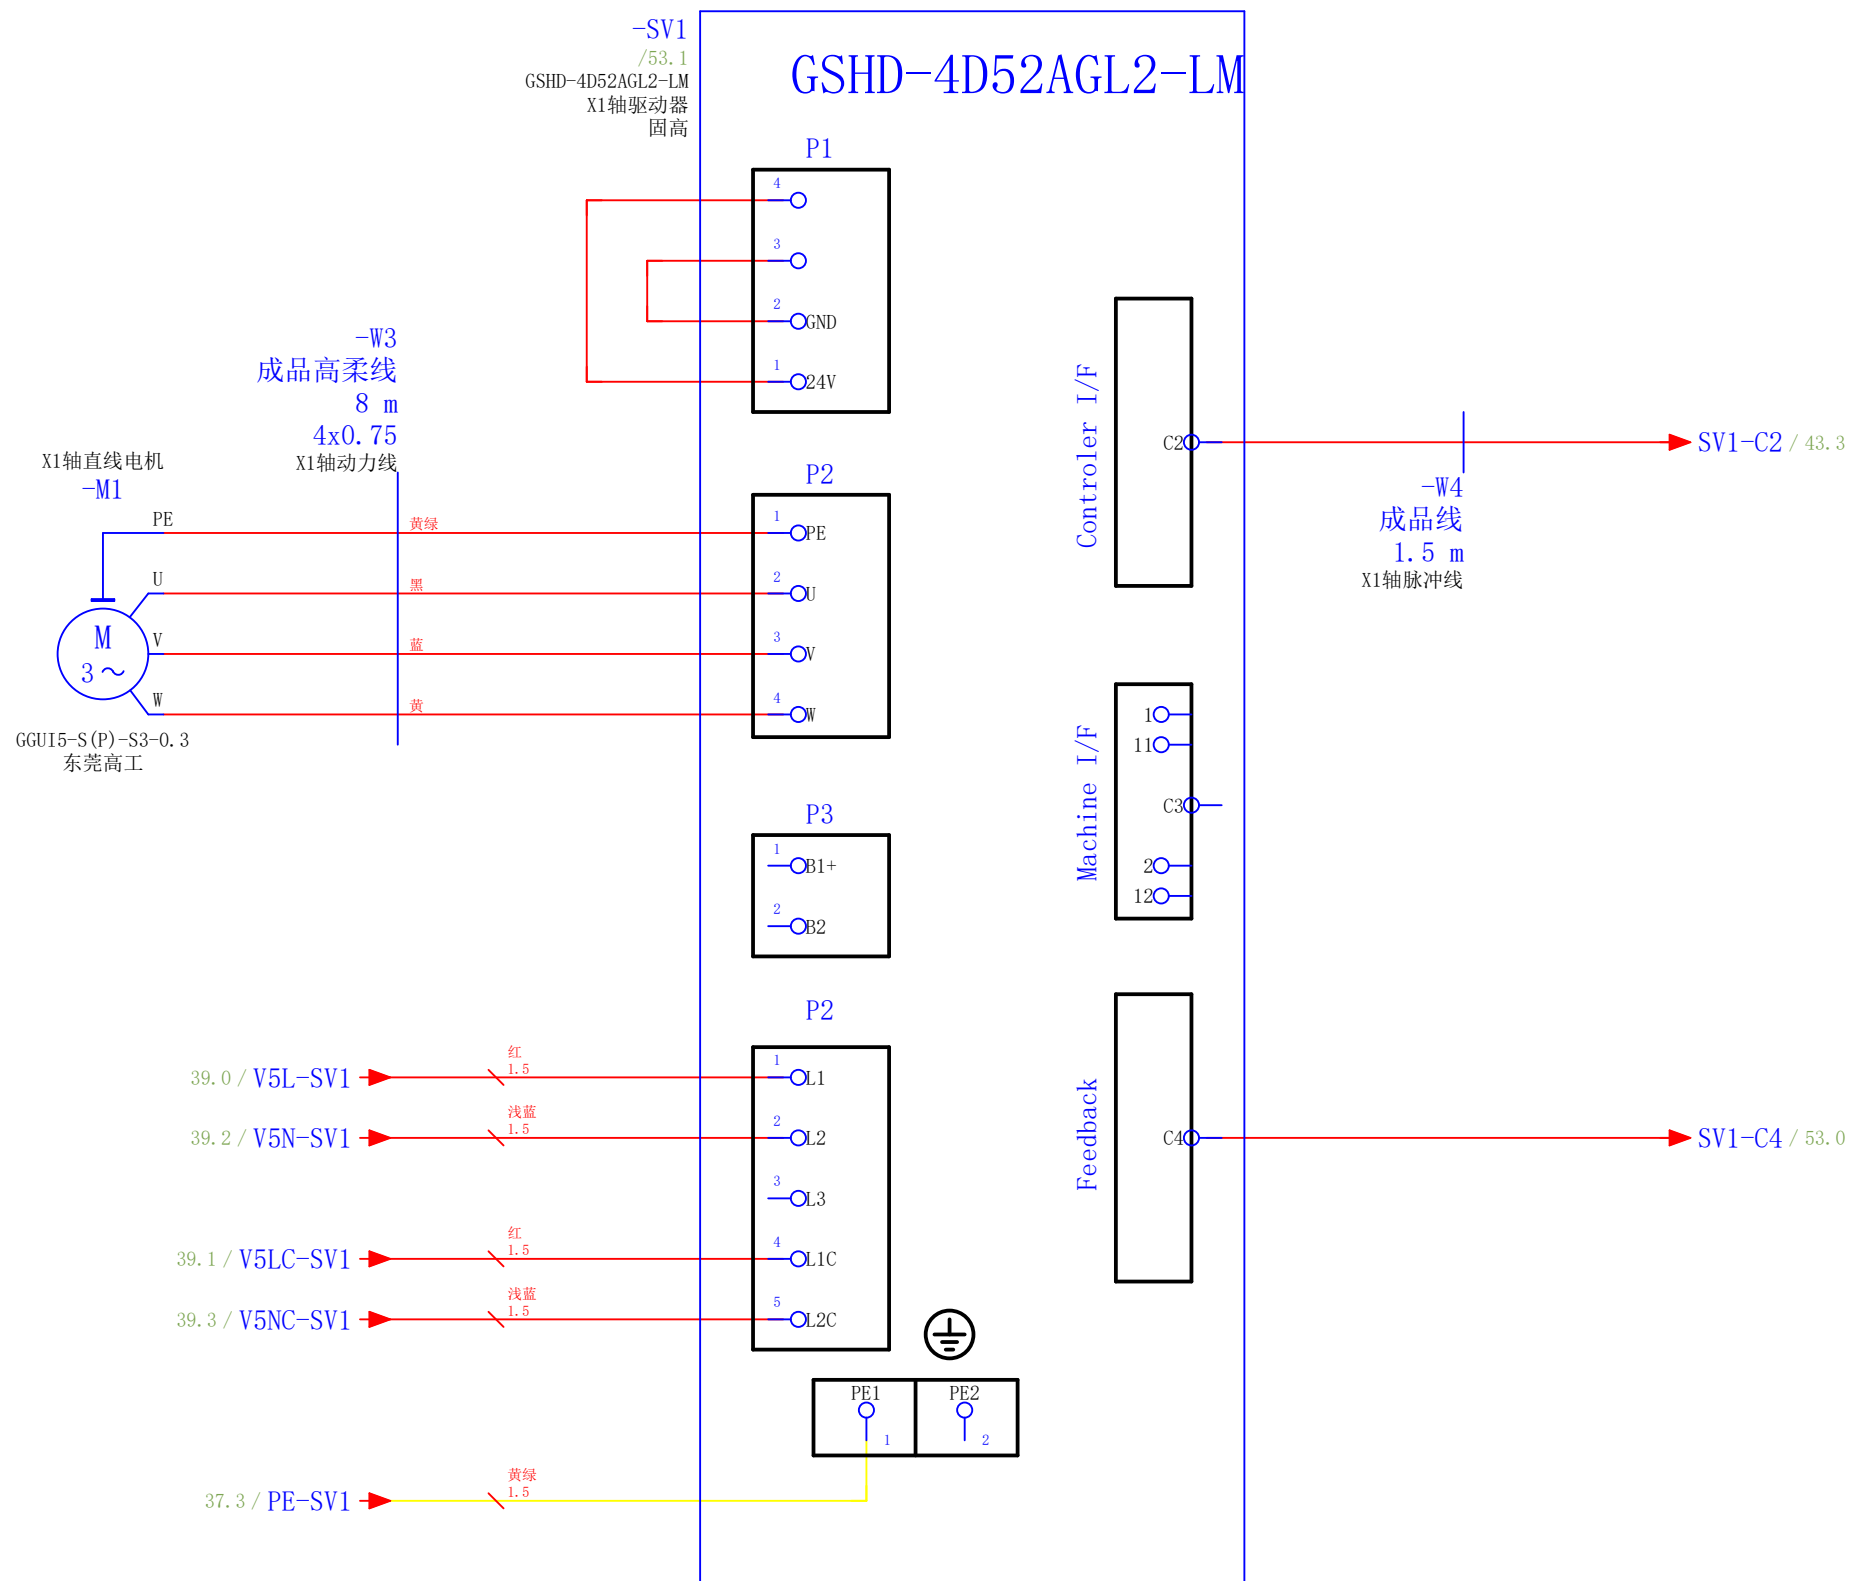 -SV1
/53.1
GSHD-4D52AGL2-LM
X1轴驱动器
固高
GSHD-4D52AGL2-LM
P1
4
3
2
GND
1
24V
-W3
成品高柔线
8 m
4x0.75
X1轴动力线
X1轴直线电机
-M1
PE
U
V
W
M
3～
GGUI5-S(P)-S3-0.3
东莞高工
黄绿
黑
蓝
黄
P2
1
PE
2
U
3
V
4
W
P3
1
B1+
2
B2
P2
1
L1
2
L2
3
L3
4
L1C
5
L2C
39.0 / V5L-SV1
红
1.5
39.2 / V5N-SV1
浅蓝
1.5
39.1 / V5LC-SV1
红
1.5
39.3 / V5NC-SV1
浅蓝
1.5
PE1
1
PE2
2
37.3 / PE-SV1
黄绿
1.5
Controler I/F
C2
SV1-C2 / 43.3
-W4
成品线
1.5 m
X1轴脉冲线
Machine I/F
1
11
C3
2
12
Feedback
C4
SV1-C4 / 53.0